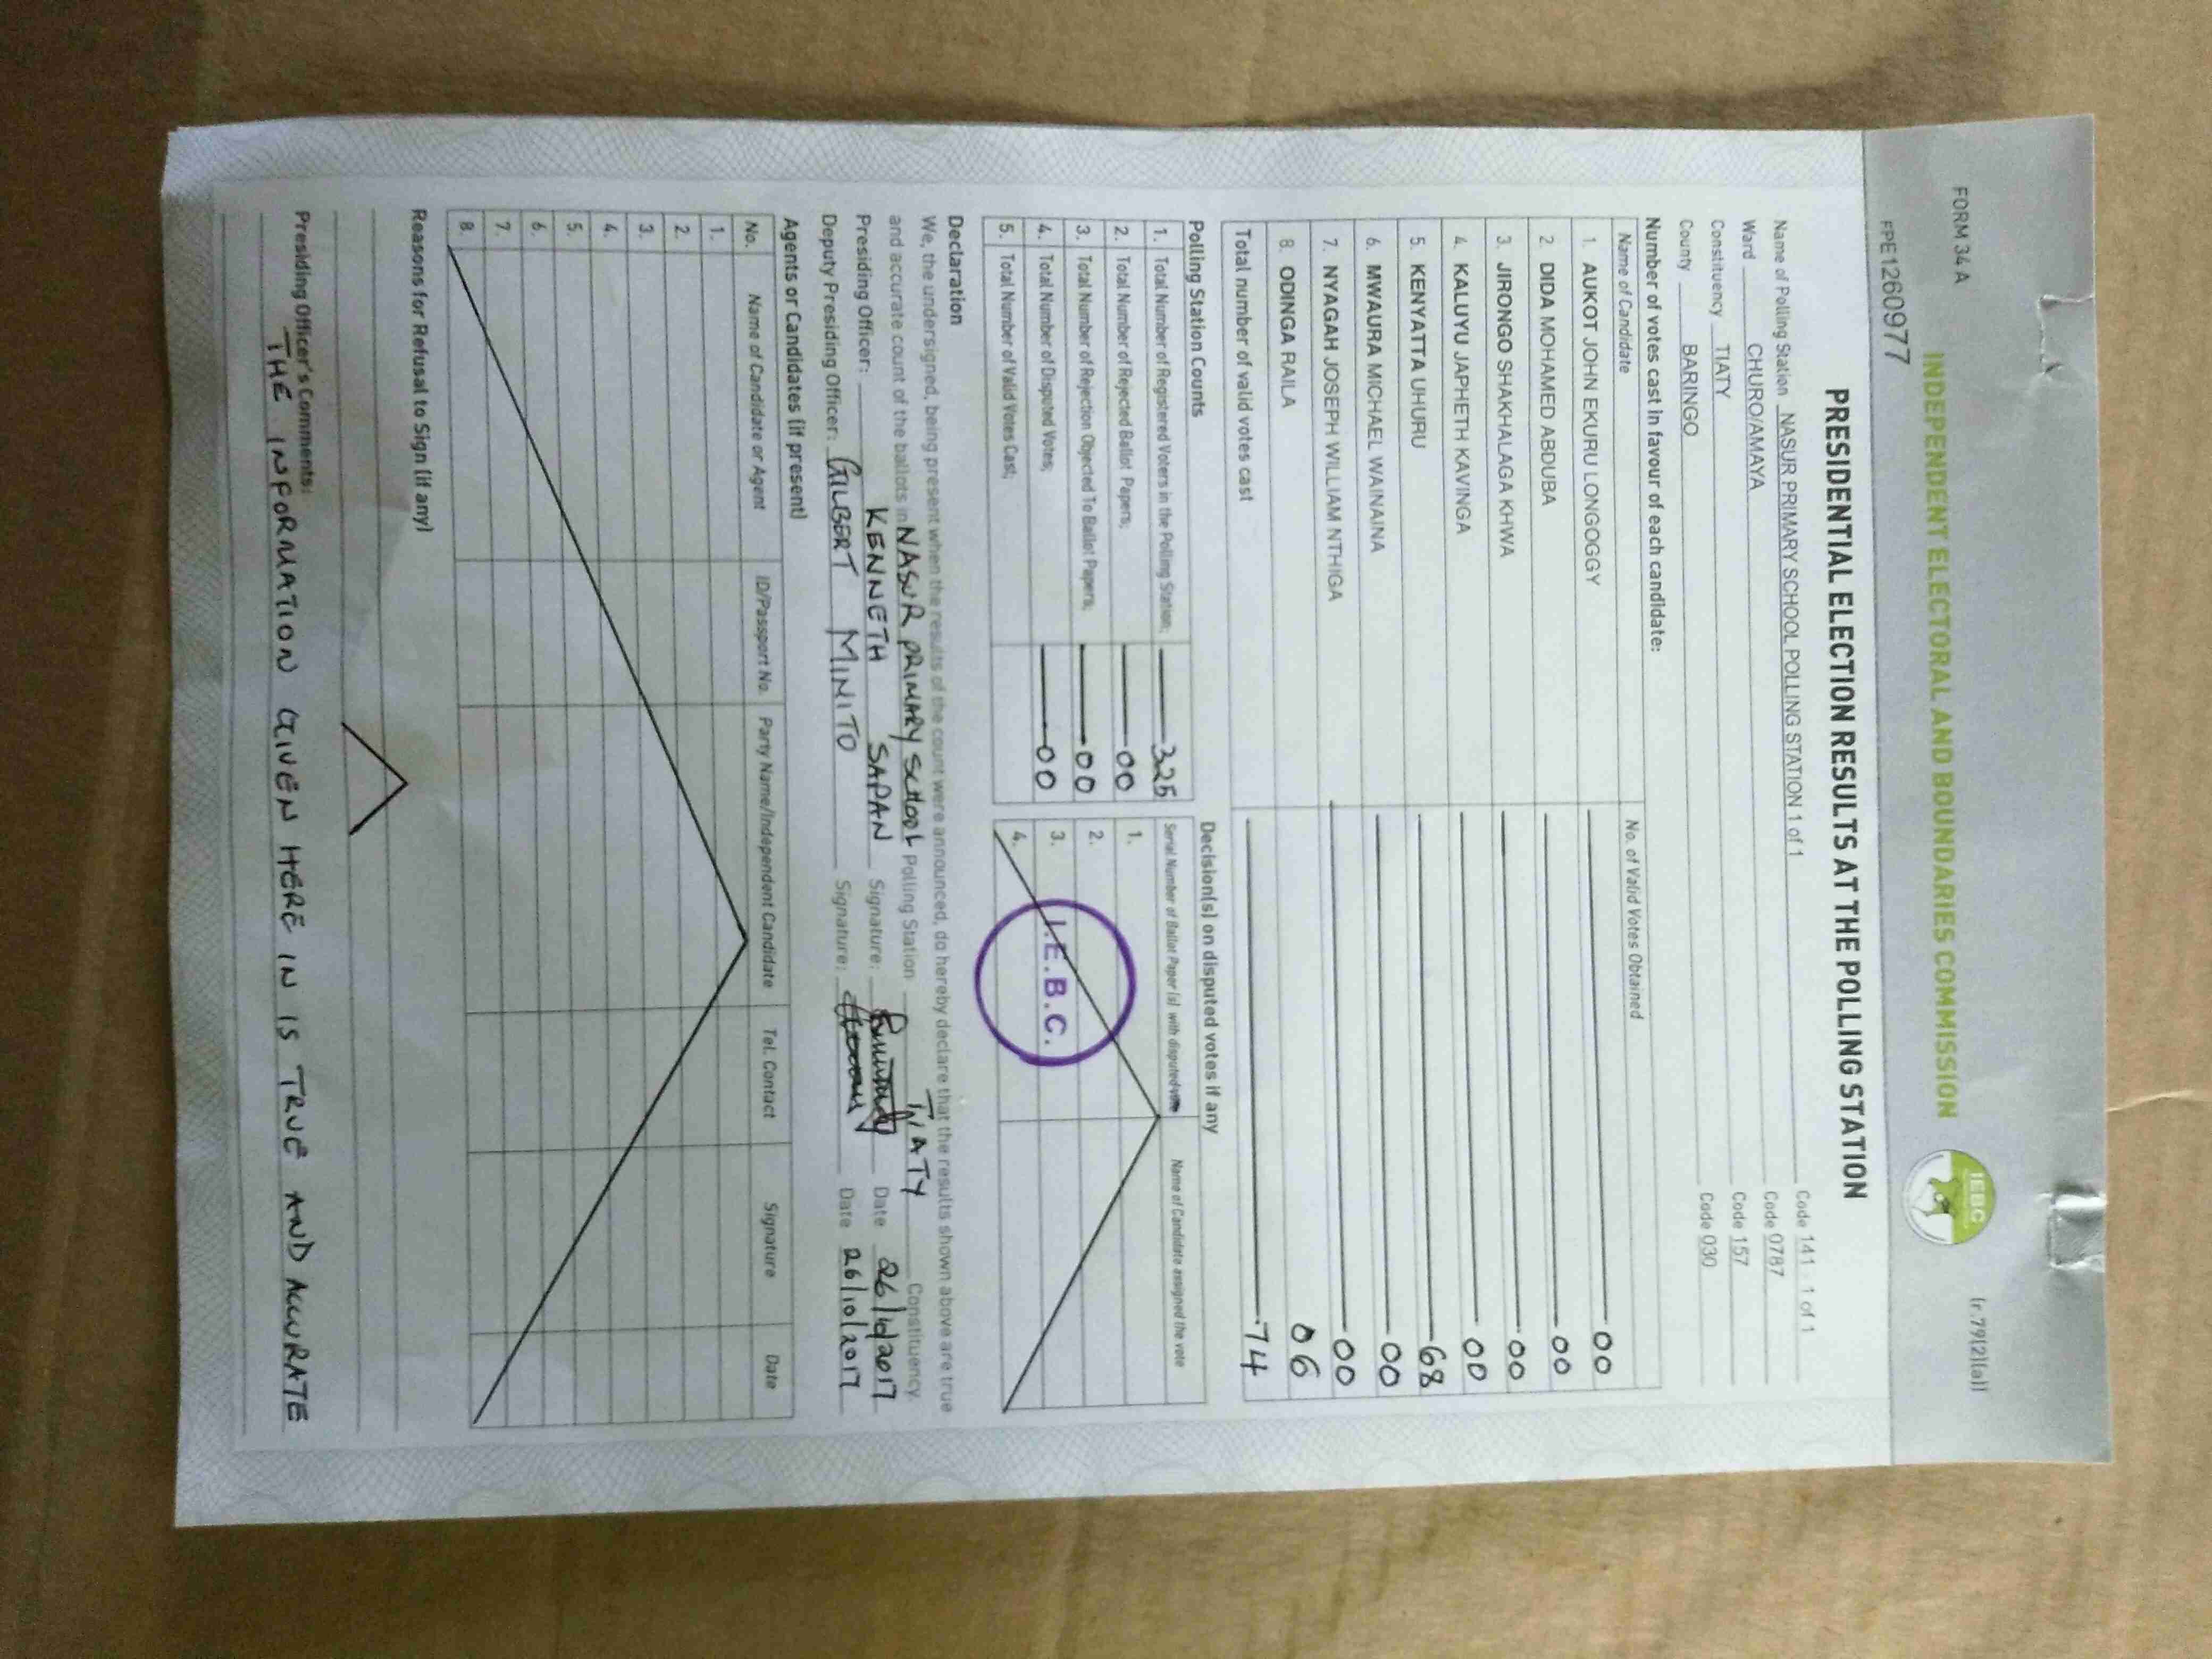 FORM 34A
(r.79(2)(a))
INDEPENDENT ELECTORAL AND BOUNDARIES COMMISSION
IEBC
FPE1260977
PRESIDENTIAL ELECTION RESULTS AT THE POLLING STATION
Name of Polling Station NASUR PRIMARY SCHOOL POLLING STATION 1 of 1 Code 141 1 of 1
Ward CHURO/AMAYA Code 0787
Constituency TIATY Code 157
County BARINGO Code 030
Number of votes cast in favour of each candidate:
Name of Candidate No. of Valid Votes Obtained
1. AUKOT JOHN EKURU LONGOGGY 00
2. DIDA MOHAMED ABDUBA 00
3. JIRONGO SHAKHALAGA KHWA 00
4. KALUYU JAPHETH KAVINGA 00
5. KENYATTA UHURU 68
6. MWAURA MICHAEL WAINAINA 00
7. NYAGAH JOSEPH WILLIAM NTHIGA 00
8. ODINGA RAILA 06
Total number of valid votes cast 74
Polling Station Counts
1. Total Number of Registered Voters in the Polling Station; 325
2. Total Number of Rejected Ballot Papers; 00
3. Total Number of Rejection Objected To Ballot Papers; 00
4. Total Number of Disputed Votes; 00
5. Total Number of Valid Votes Cast;
Decision(s) on disputed votes if any
Serial Number of Ballot Paper (s) with disputed vote Name of Candidate assigned the vote
1.
2.
3.
4.
I.E.B.C.
Declaration
We, the undersigned, being present when the results of the count were announced, do hereby declare that the results shown above are true
and accurate count of the ballots in NASUR PRIMARY SCHOOL Polling Station TIATY Constituency.
Presiding Officer: KENNETH SAPAN Signature: Date 26/10/2017
Deputy Presiding Officer: GILBERT MINITO Signature: Date 26/10/2017
Agents or Candidates (if present)
No. Name of Candidate or Agent ID/Passport No. Party Name/Independent Candidate Tel. Contact Signature Date
1.
2.
3.
4.
5.
6.
7.
8.
Reasons for Refusal to Sign (if any)
Presiding Officer's Comments:
THE INFORMATION GIVEN HERE IN IS TRUE AND ACCURATE